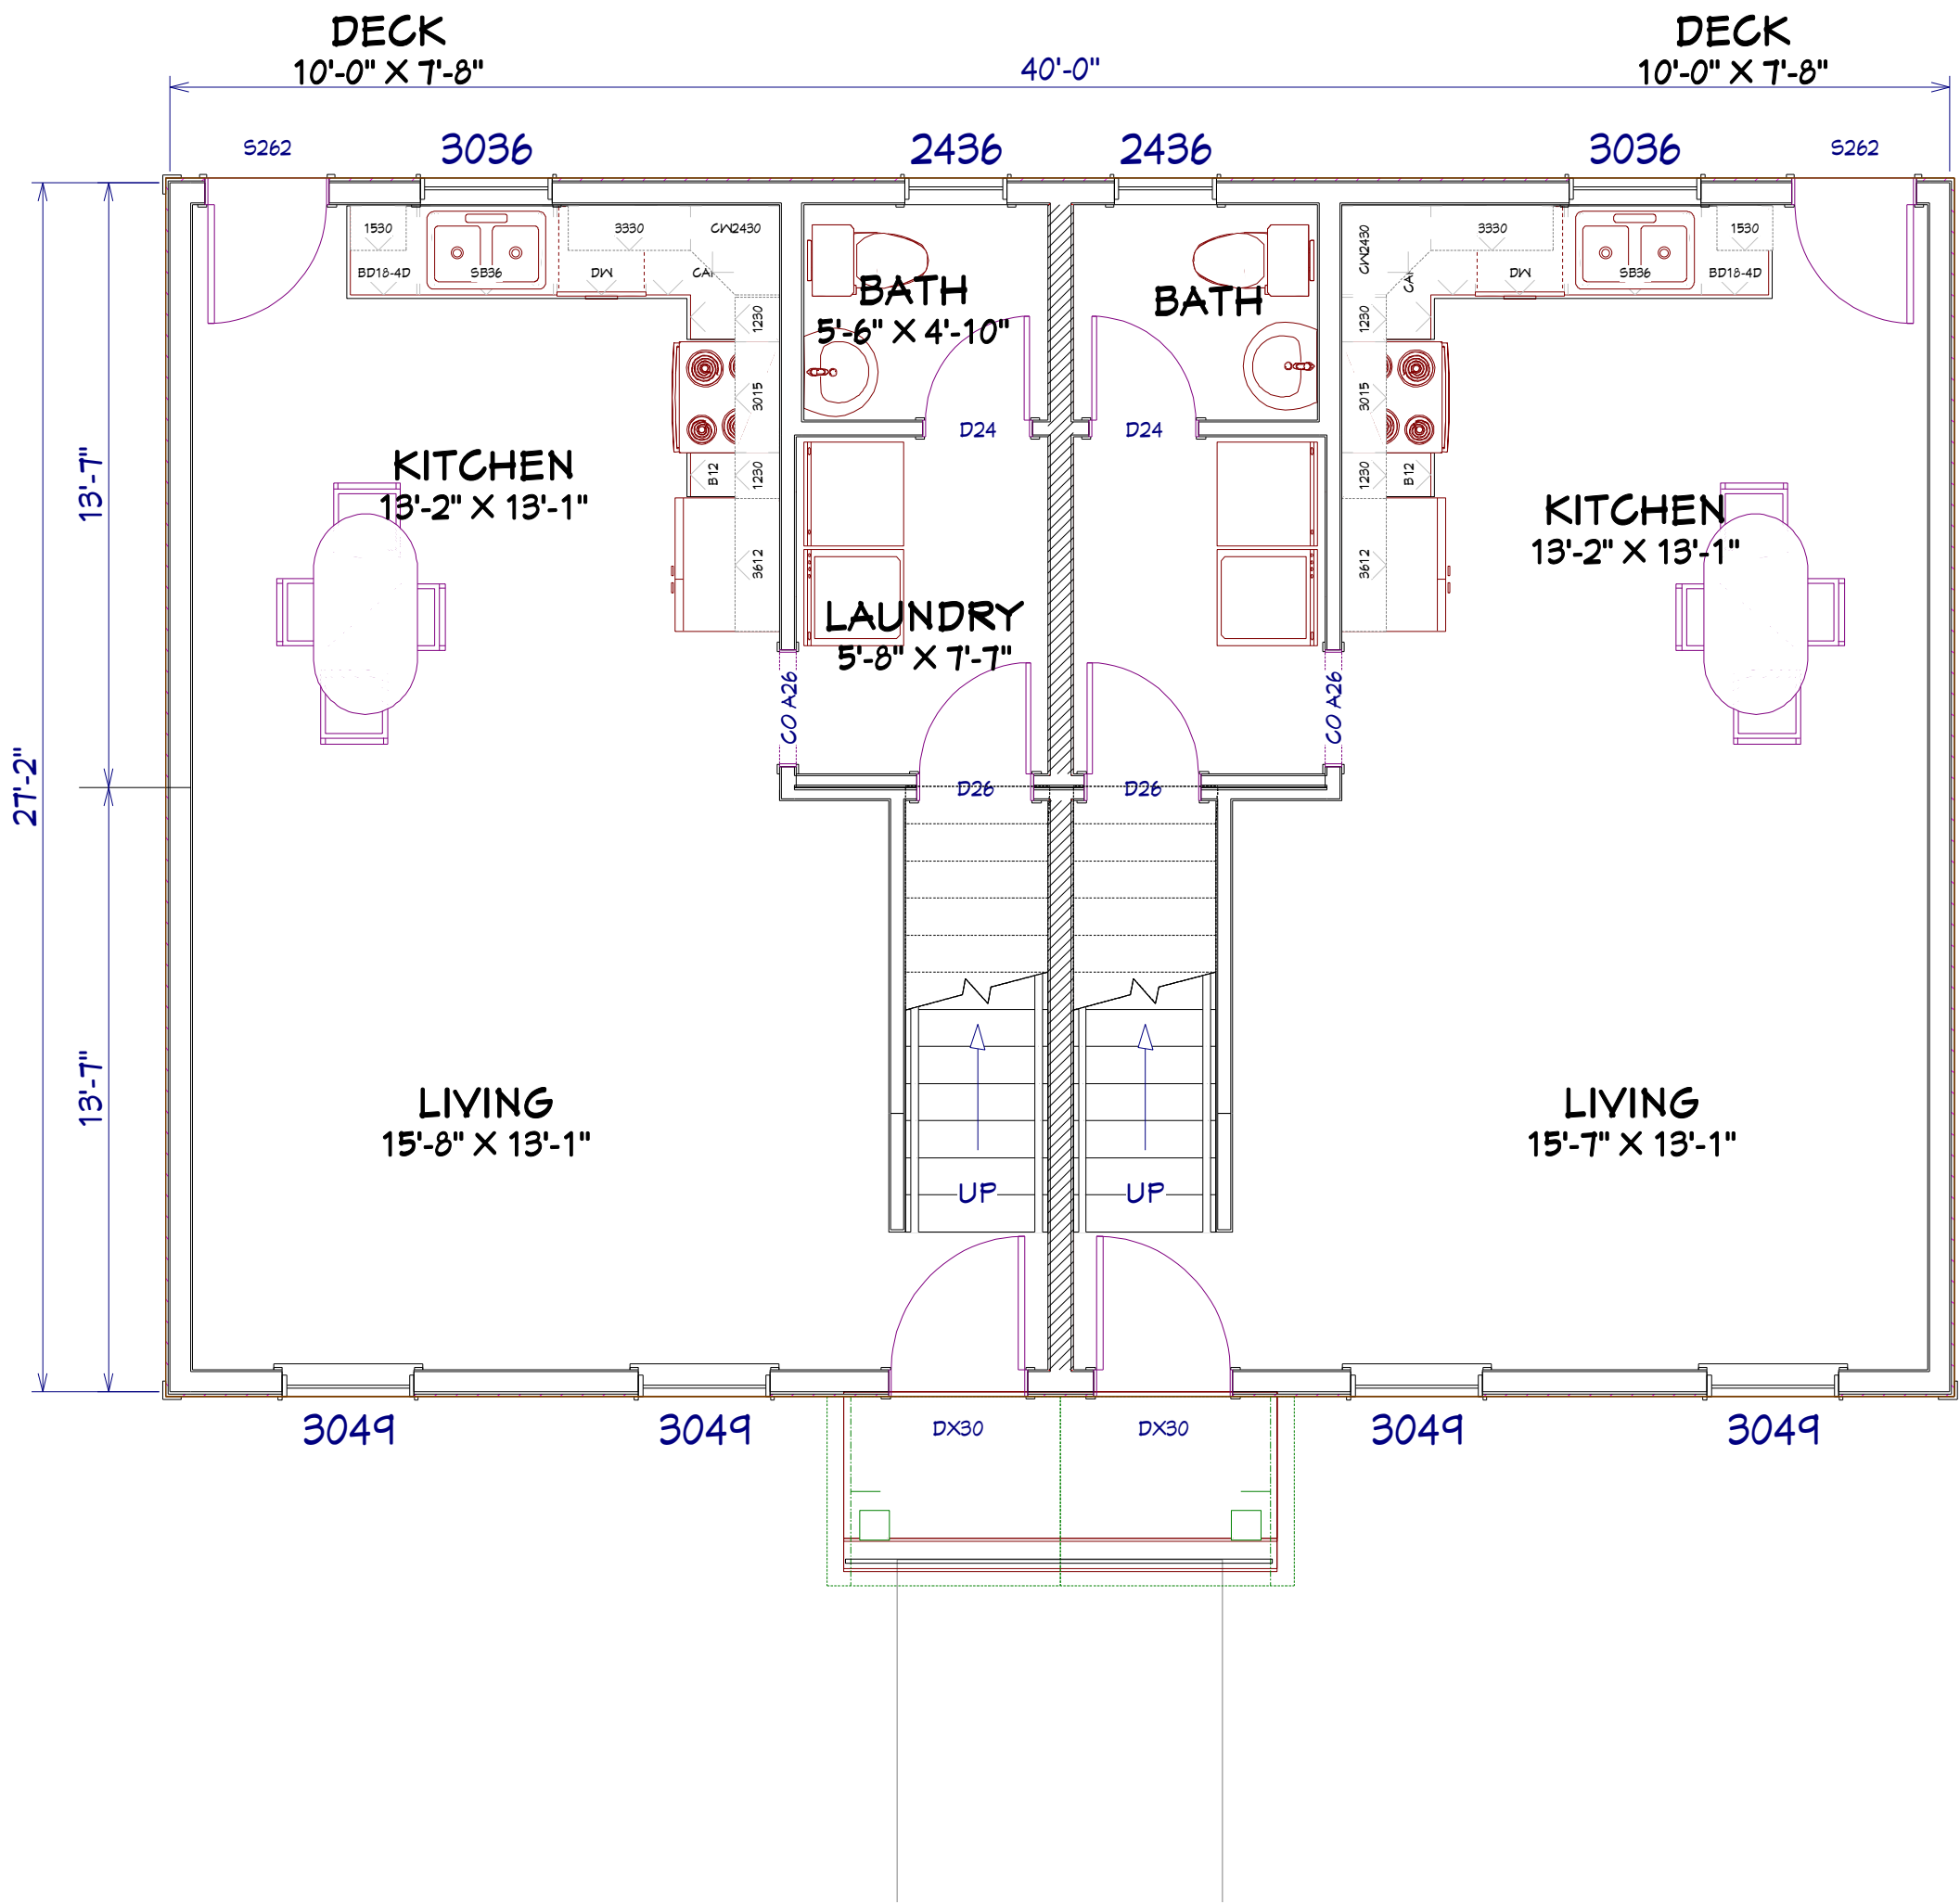 DECK
10'-0" X 7'-8"
DECK
10'-0" X 7'-8"
40'-0"
S262
3036
2436
2436
3036
S262
1530
3330
CW2430
BD18-4D
SB36
DW
1230
3015
B12
1230
3612
BATH
5'-6" X 4'-10"
BATH
CW2430
3330
1530
DW
SB36
BD18-4D
1230
3015
1230
B12
3612
D24
D24
KITCHEN
13'-2" X 13'-1"
KITCHEN
13'-2" X 13'-1"
13'-7"
LAUNDRY
5'-8" X 7'-7"
CO A26
CO A26
27'-2"
D26
D26
13'-7"
LIVING
15'-8" X 13'-1"
LIVING
15'-7" X 13'-1"
UP
UP
3049
3049
DX30
DX30
3049
3049